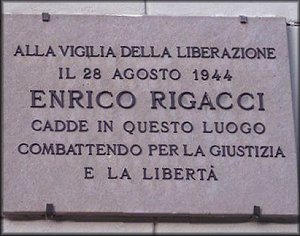 ALLA VIGILIA DELLA LIBERAZIONE
IL 28 AGOSTO 1944
ENRICO RIGACCI
CADDE IN QUESTO LUOGO
COMBATTENDO PER LA GIUSTIZIA
E LA LIBERTÀ